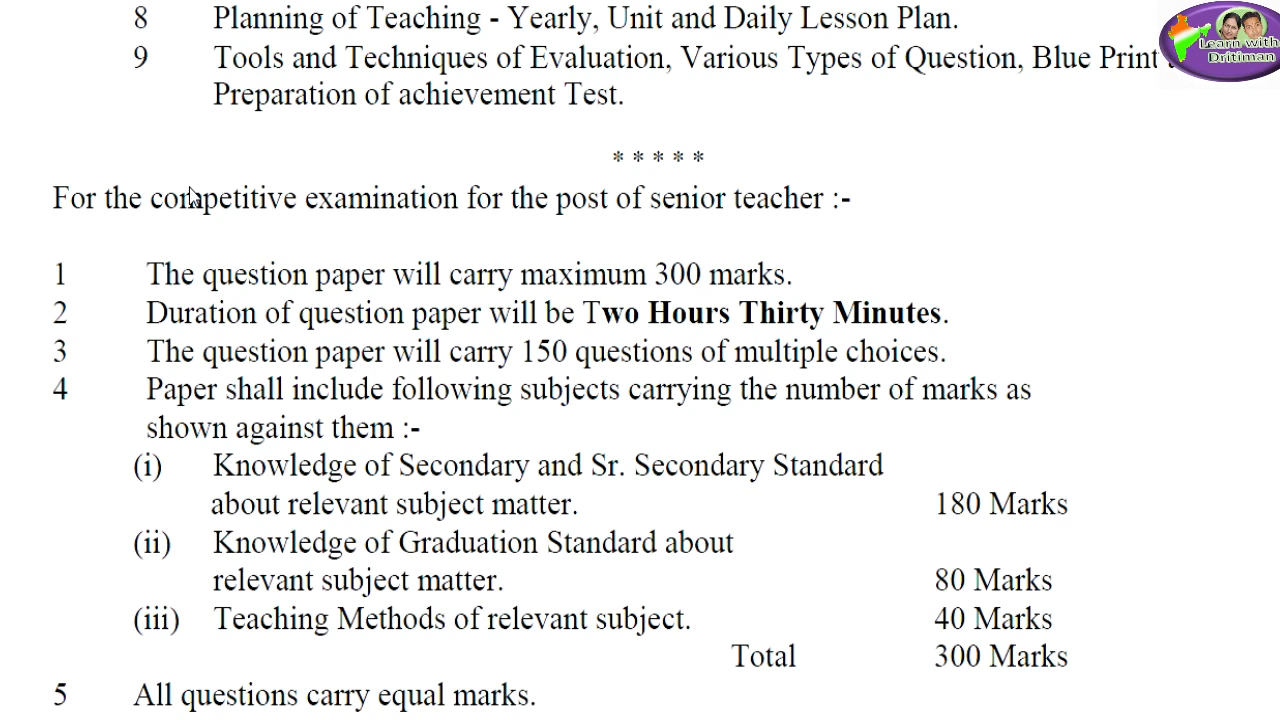 8 Planning of Teaching - Yearly, Unit and Daily Lesson Plan.
9 Tools and Techniques of Evaluation, Various Types of Question, Blue Print
Preparation of achievement Test.
* * * * *
For the competitive examination for the post of senior teacher :-
1 The question paper will carry maximum 300 marks.
2 Duration of question paper will be Two Hours Thirty Minutes.
3 The question paper will carry 150 questions of multiple choices.
4 Paper shall include following subjects carrying the number of marks as
shown against them :-
(i) Knowledge of Secondary and Sr. Secondary Standard
about relevant subject matter. 180 Marks
(ii) Knowledge of Graduation Standard about
relevant subject matter. 80 Marks
(iii) Teaching Methods of relevant subject. 40 Marks
Total 300 Marks
5 All questions carry equal marks.
Learn with
Dritiman